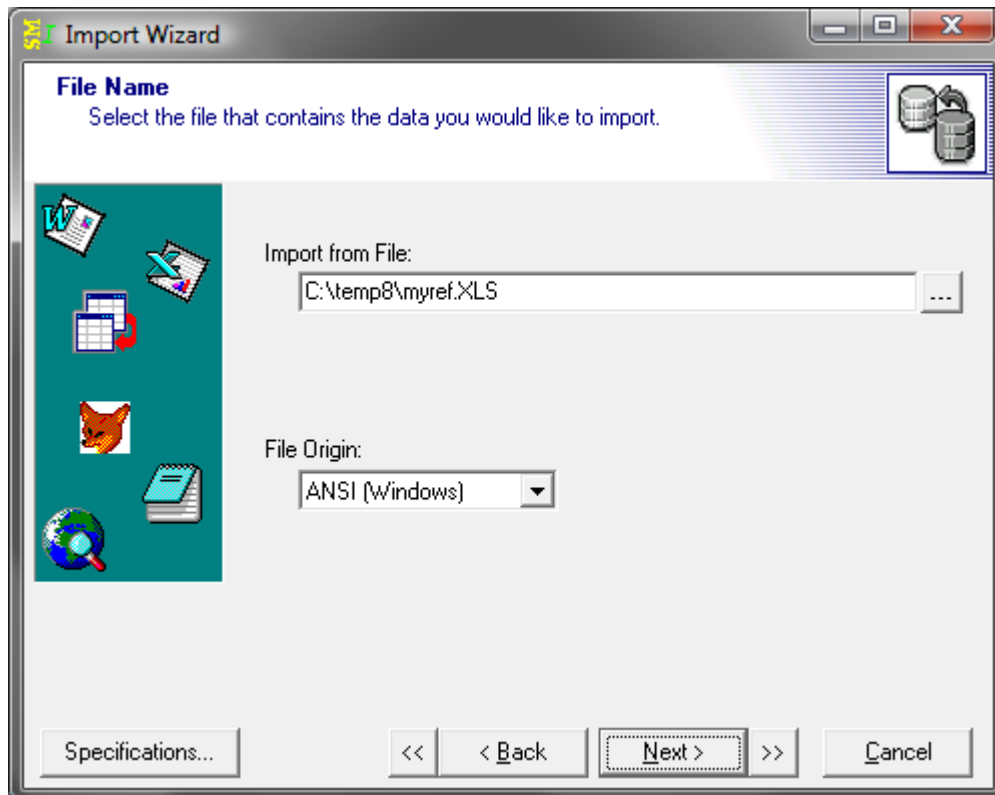 SMI Import Wizard
File Name
Select the file that contains the data you would like to import.
W
Import from File:
C:\temp8\myref.XLS
...
File Origin:
ANSI (Windows)
Specifications...
<<
< Back
Next >
>>
Cancel